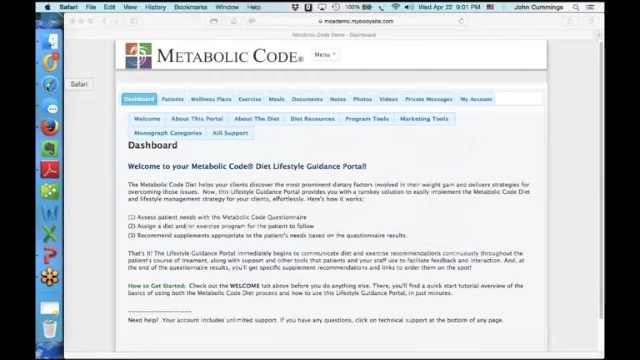 Safari File Edit View History Bookmarks Window Help 100% Wed Apr 22 9:01 PM John Cummings
mcsdemo.myjoopysite.com
Metabolic Code Demo - Dashboard
METABOLIC CODE® Menu
Safari
Dashboard Patients Wellness Plans Exercise Meals Documents Notes Photos Videos Private Messages My Account
Welcome About This Portal About The Diet Diet Resources Program Tools Marketing Tools
Monograph Categories AIR Support
Dashboard
Welcome to your Metabolic Code® Diet Lifestyle Guidance Portal!
The Metabolic Code Diet helps your clients discover the most prominent dietary factors involved in their weight gain and delivers strategies for
overcoming those issues. Now, this Lifestyle Guidance Portal provides you with a turnkey solution to easily implement the Metabolic Code Diet
and lifestyle management strategy for your clients, effortlessly. Here's how it works:
(1) Assess patient needs with the Metabolic Code Questionnaire
(2) Assign a diet and/or exercise program for the patient to follow
(3) Recommend supplements appropriate to the patient's needs based on the questionnaire results.
That's it! The Lifestyle Guidance Portal immediately begins to communicate diet and exercise recommendations continuously throughout the
patient's course of treatment, along with support and other tools that patients and your staff use to facilitate feedback and interaction. And, at
the end of the questionnaire results, you'll get specific supplement recommendations and links to order them on the spot!
How to Get Started: Check out the WELCOME tab above before you do anything else. There, you'll find a quick start tutorial overview of the
basics of using both the Metabolic Code Diet process and how to use this Lifestyle Guidance Portal, in just minutes.
--------------------
Need help? Your account includes unlimited support. If you have any questions, click on technical support at the bottom of any page.